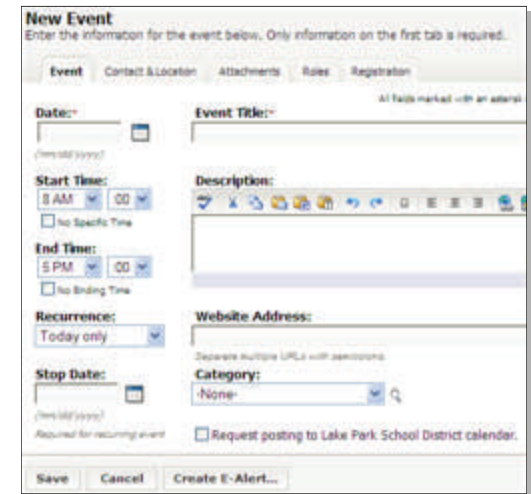 New Event
Enter the information for the event below. Only information on the first tab is required.
Event Contact & Location Attachments Roles Registration
All fields marked with an asterisk
Date:* Event Title:*
(mm/dd/yyyy)
Start Time: Description:
8 AM 00
No Specific Time
End Time:
5 PM 00
No Ending Time
Recurrence: Website Address:
Today only
Separate multiple URLs with semicolons.
Stop Date: Category:
-None-
(mm/dd/yyyy)
Required for recurring event Request posting to Lake Park School District calendar.
Save Cancel Create E-Alert...